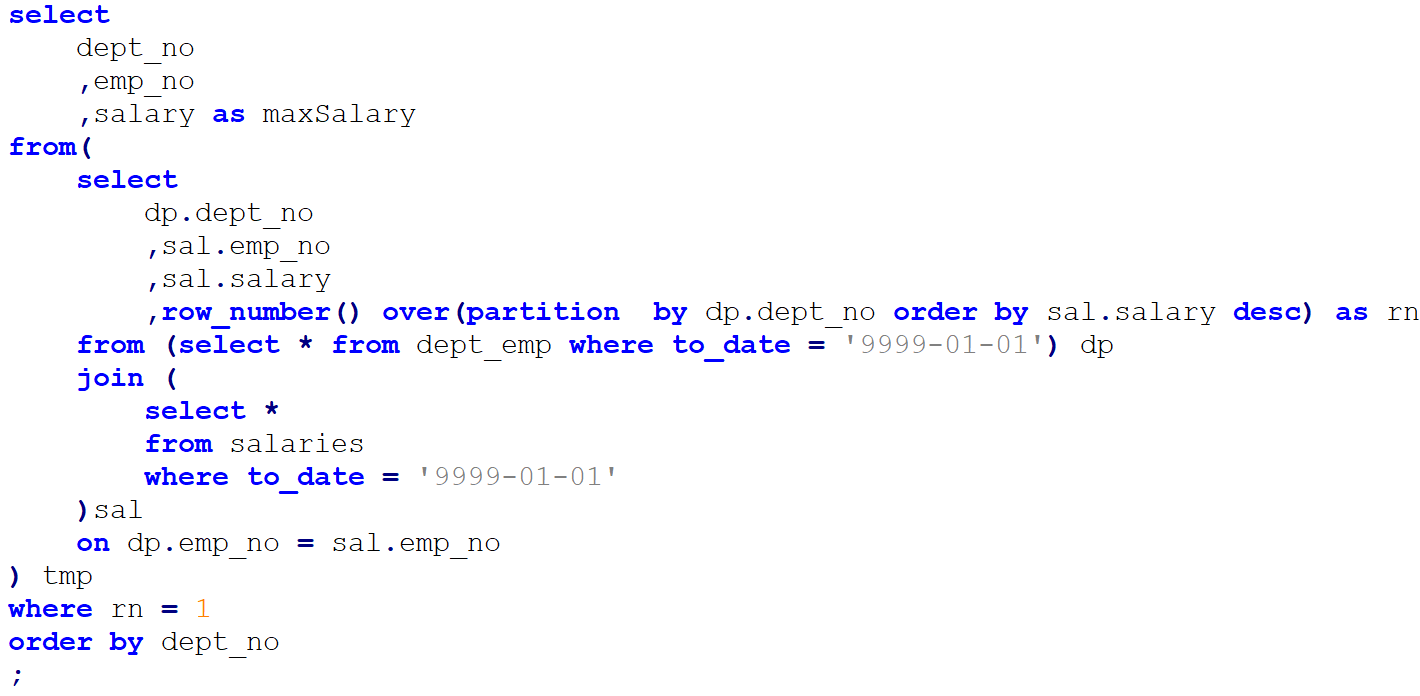 select
    dept_no
    ,emp_no
    ,salary as maxSalary
from(
    select
        dp.dept_no
        ,sal.emp_no
        ,sal.salary
        ,row_number() over(partition  by dp.dept_no order by sal.salary desc) as rn
    from (select * from dept_emp where to_date = '9999-01-01') dp
    join (
        select *
        from salaries
        where to_date = '9999-01-01'
    )sal
    on dp.emp_no = sal.emp_no
) tmp
where rn = 1
order by dept_no
;